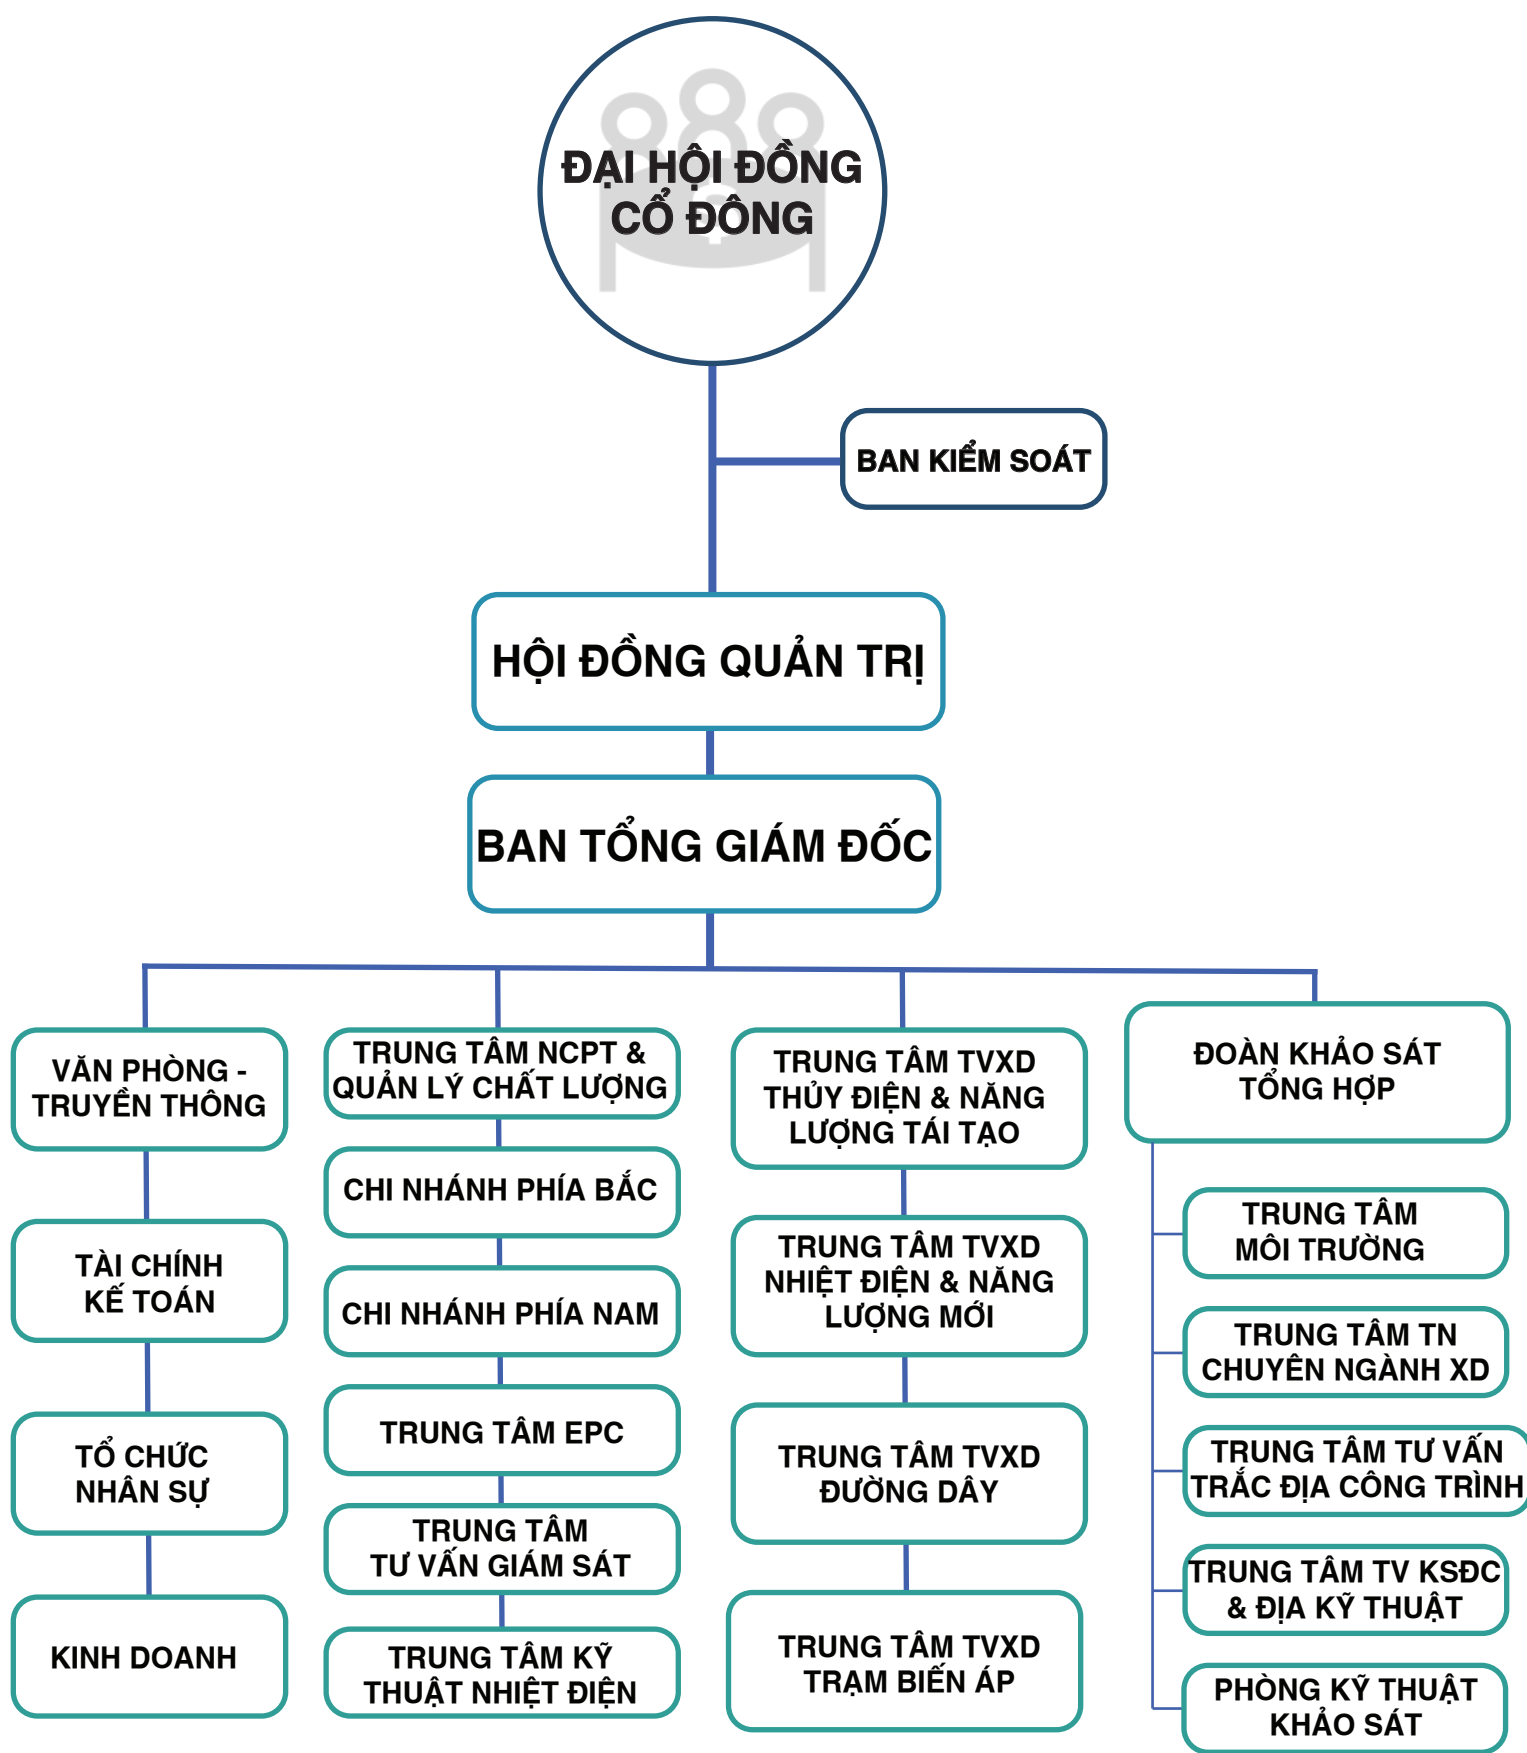 ĐẠI HỘI ĐỒNG
CỔ ĐÔNG
BAN KIỂM SOÁT
HỘI ĐỒNG QUẢN TRỊ
BAN TỔNG GIÁM ĐỐC
VĂN PHÒNG -
TRUYỀN THÔNG
TÀI CHÍNH
KẾ TOÁN
TỔ CHỨC
NHÂN SỰ
KINH DOANH
TRUNG TÂM NCPT &
QUẢN LÝ CHẤT LƯỢNG
CHI NHÁNH PHÍA BẮC
CHI NHÁNH PHÍA NAM
TRUNG TÂM EPC
TRUNG TÂM
TƯ VẤN GIÁM SÁT
TRUNG TÂM KỸ
THUẬT NHIỆT ĐIỆN
TRUNG TÂM TVXD
THỦY ĐIỆN & NĂNG
LƯỢNG TÁI TẠO
TRUNG TÂM TVXD
NHIỆT ĐIỆN & NĂNG
LƯỢNG MỚI
TRUNG TÂM TVXD
ĐƯỜNG DÂY
TRUNG TÂM TVXD
TRẠM BIẾN ÁP
ĐOÀN KHẢO SÁT
TỔNG HỢP
TRUNG TÂM
MÔI TRƯỜNG
TRUNG TÂM TN
CHUYÊN NGÀNH XD
TRUNG TÂM TƯ VẤN
TRẮC ĐỊA CÔNG TRÌNH
TRUNG TÂM TV KSĐC
& ĐỊA KỸ THUẬT
PHÒNG KỸ THUẬT
KHẢO SÁT